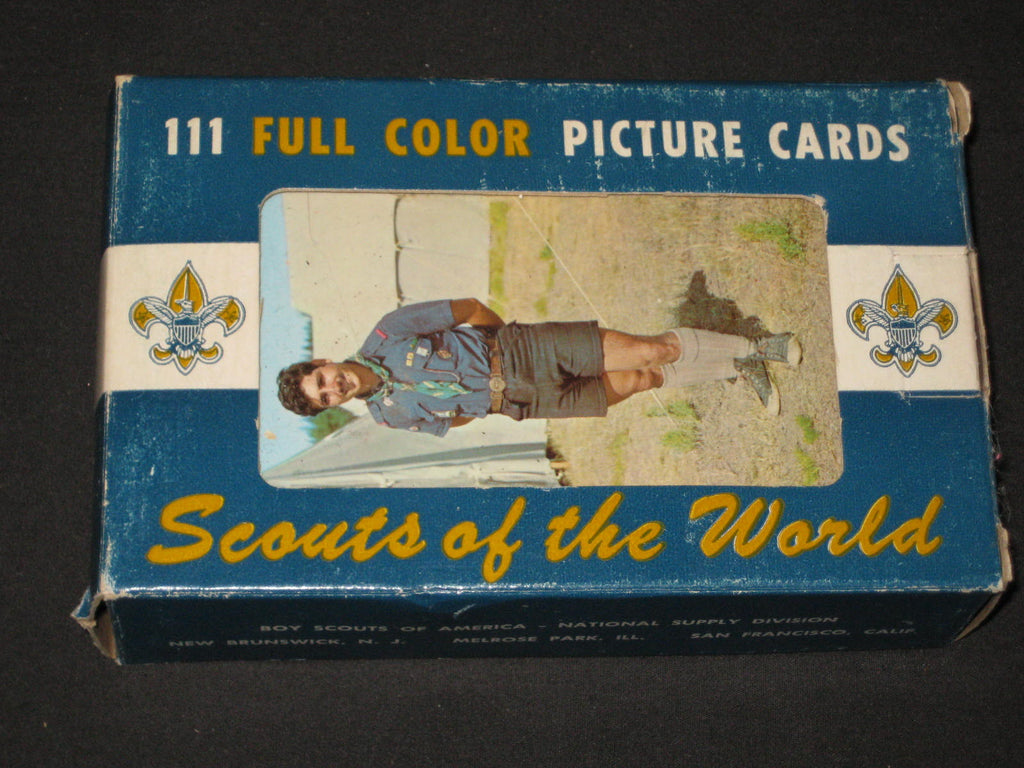 111 FULL COLOR PICTURE CARDS
Scouts of the World
BOY SCOUTS OF AMERICA - NATIONAL SUPPLY DIVISION
NEW BRUNSWICK, N. J. MELROSE PARK, ILL. SAN FRANCISCO, CALIF.